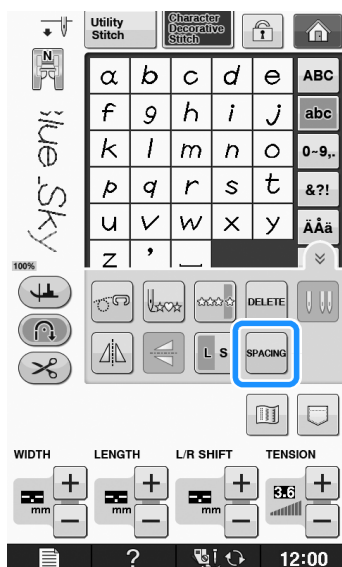 Utility
Stitch
Character
Decorative
Stitch
N
a b c d e ABC
f g h i j abc
k l m n o 0~9,.
p q r s t &?!
u v w x y ÄÅä
z ’ _
Blue_Sky
100%
DELETE
L S SPACING
WIDTH LENGTH L/R SHIFT TENSION
+ + + +
mm mm mm 3.6
− − − −
? 12:00